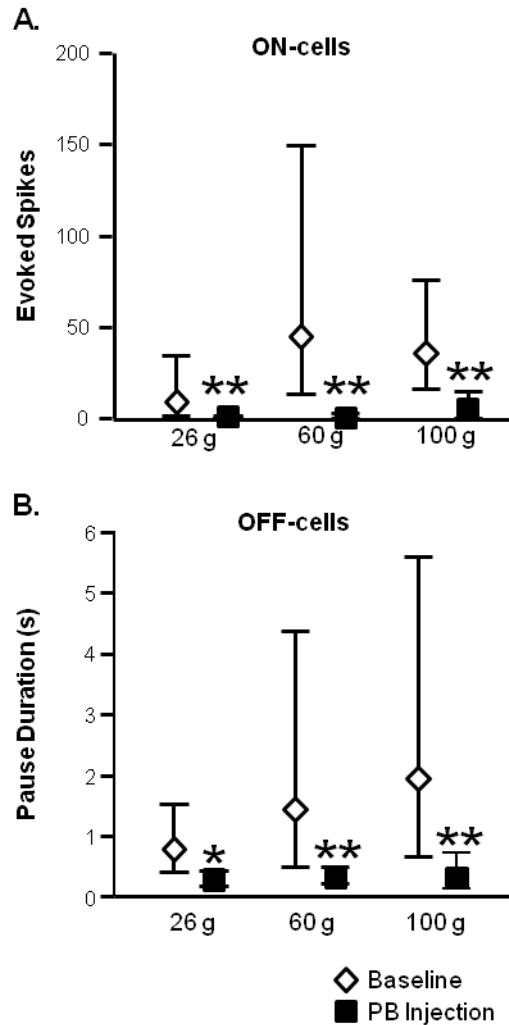 A.
ON-cells
200
150
100
50
0
Evoked Spikes
** ** **
26 g 60 g 100 g
B.
OFF-cells
6
5
4
3
2
1
0
Pause Duration (s)
* ** **
26 g 60 g 100 g
Baseline
PB Injection